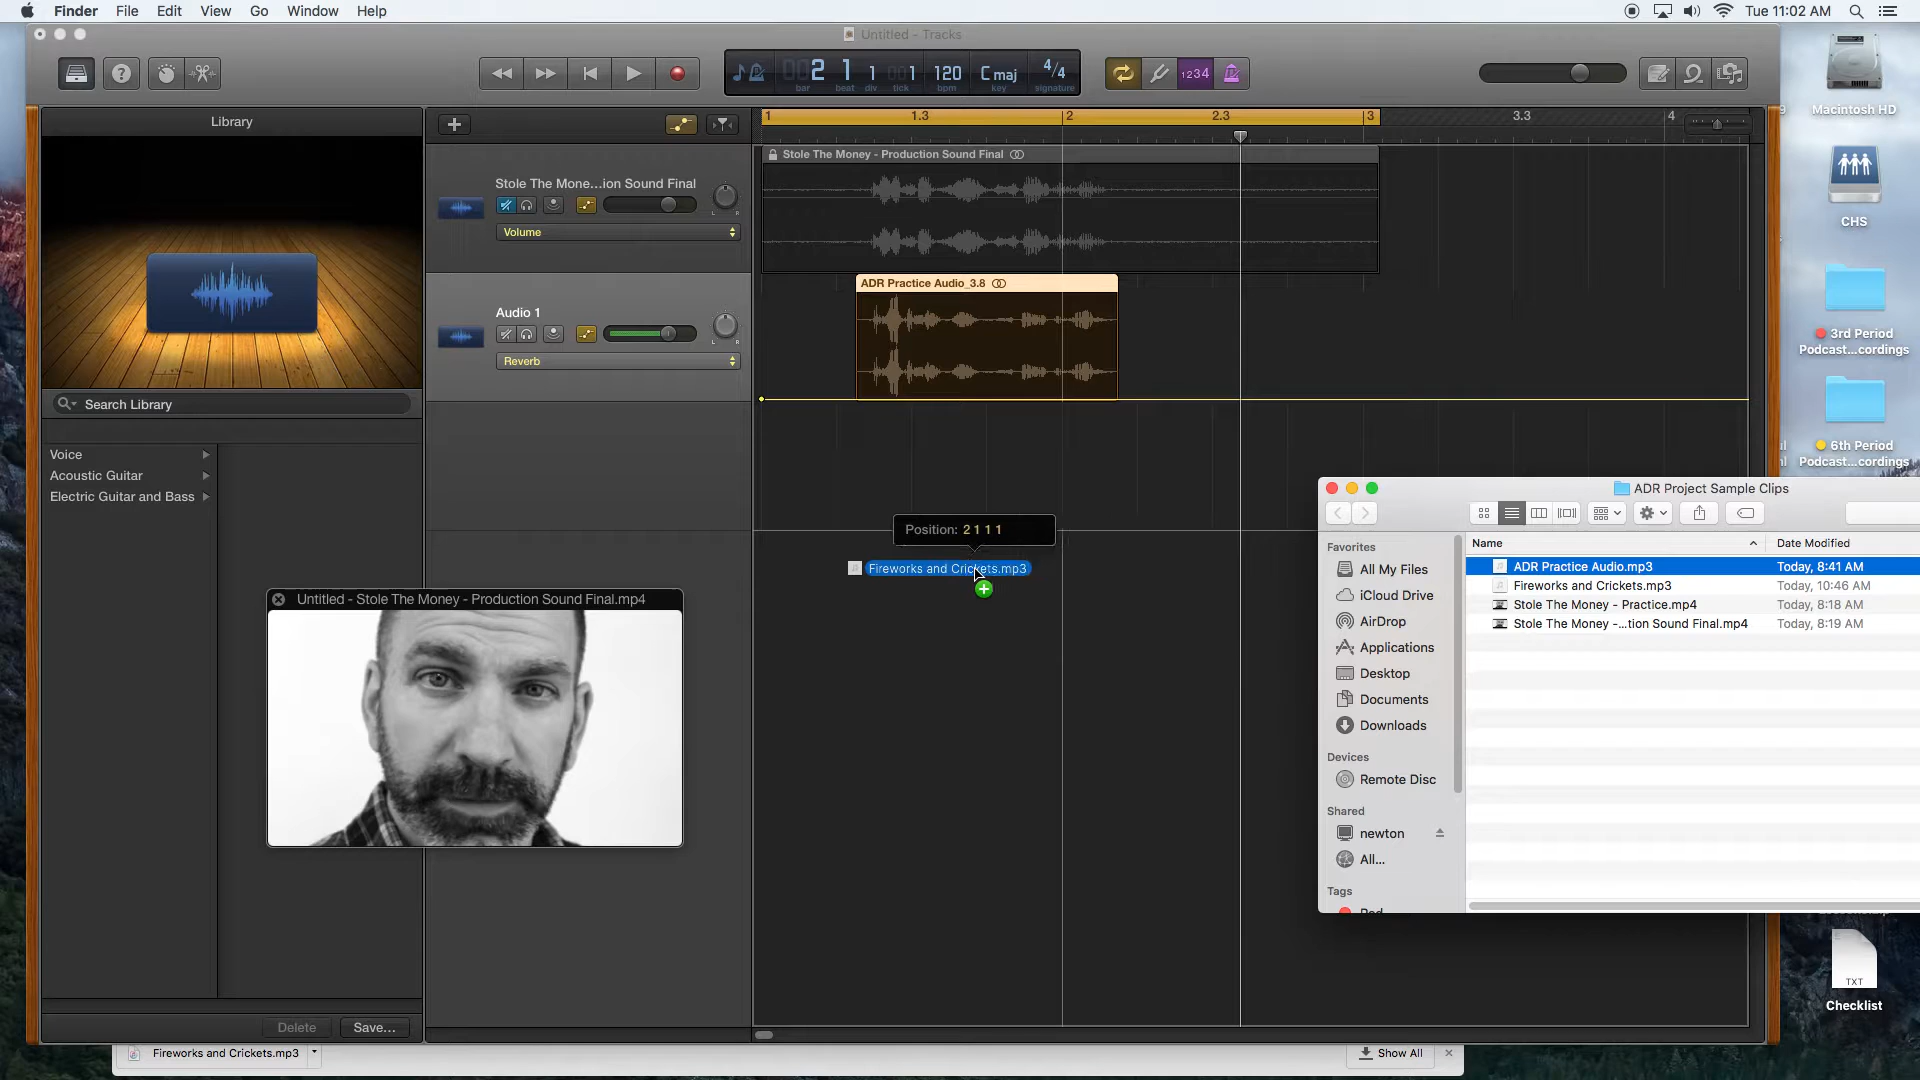 Finder File Edit View Go Window Help Tue 11:02 AM
Untitled - Tracks
002 1 1 001 120 C maj 4/4
bar beat div tick bpm key signature
1234
Macintosh HD
CHS
3rd Period
Podcast...cordings
6th Period
Podcast...cordings
TXT
Checklist
Library
Search Library
Voice
Acoustic Guitar
Electric Guitar and Bass
Delete Save...
1 1.3 2 2.3 3 3.3 4
Stole The Mone...ion Sound Final
L R
Volume
Audio 1
L R
Reverb
Stole The Money - Production Sound Final
ADR Practice Audio_3.8
Position: 2 1 1 1
Fireworks and Crickets.mp3
Untitled - Stole The Money - Production Sound Final.mp4
ADR Project Sample Clips
Favorites
All My Files
iCloud Drive
AirDrop
Applications
Desktop
Documents
Downloads
Devices
Remote Disc
Shared
newton
All...
Tags
Name Date Modified
ADR Practice Audio.mp3 Today, 8:41 AM
Fireworks and Crickets.mp3 Today, 10:46 AM
Stole The Money - Practice.mp4 Today, 8:18 AM
Stole The Money -...tion Sound Final.mp4 Today, 8:19 AM
Fireworks and Crickets.mp3
Show All